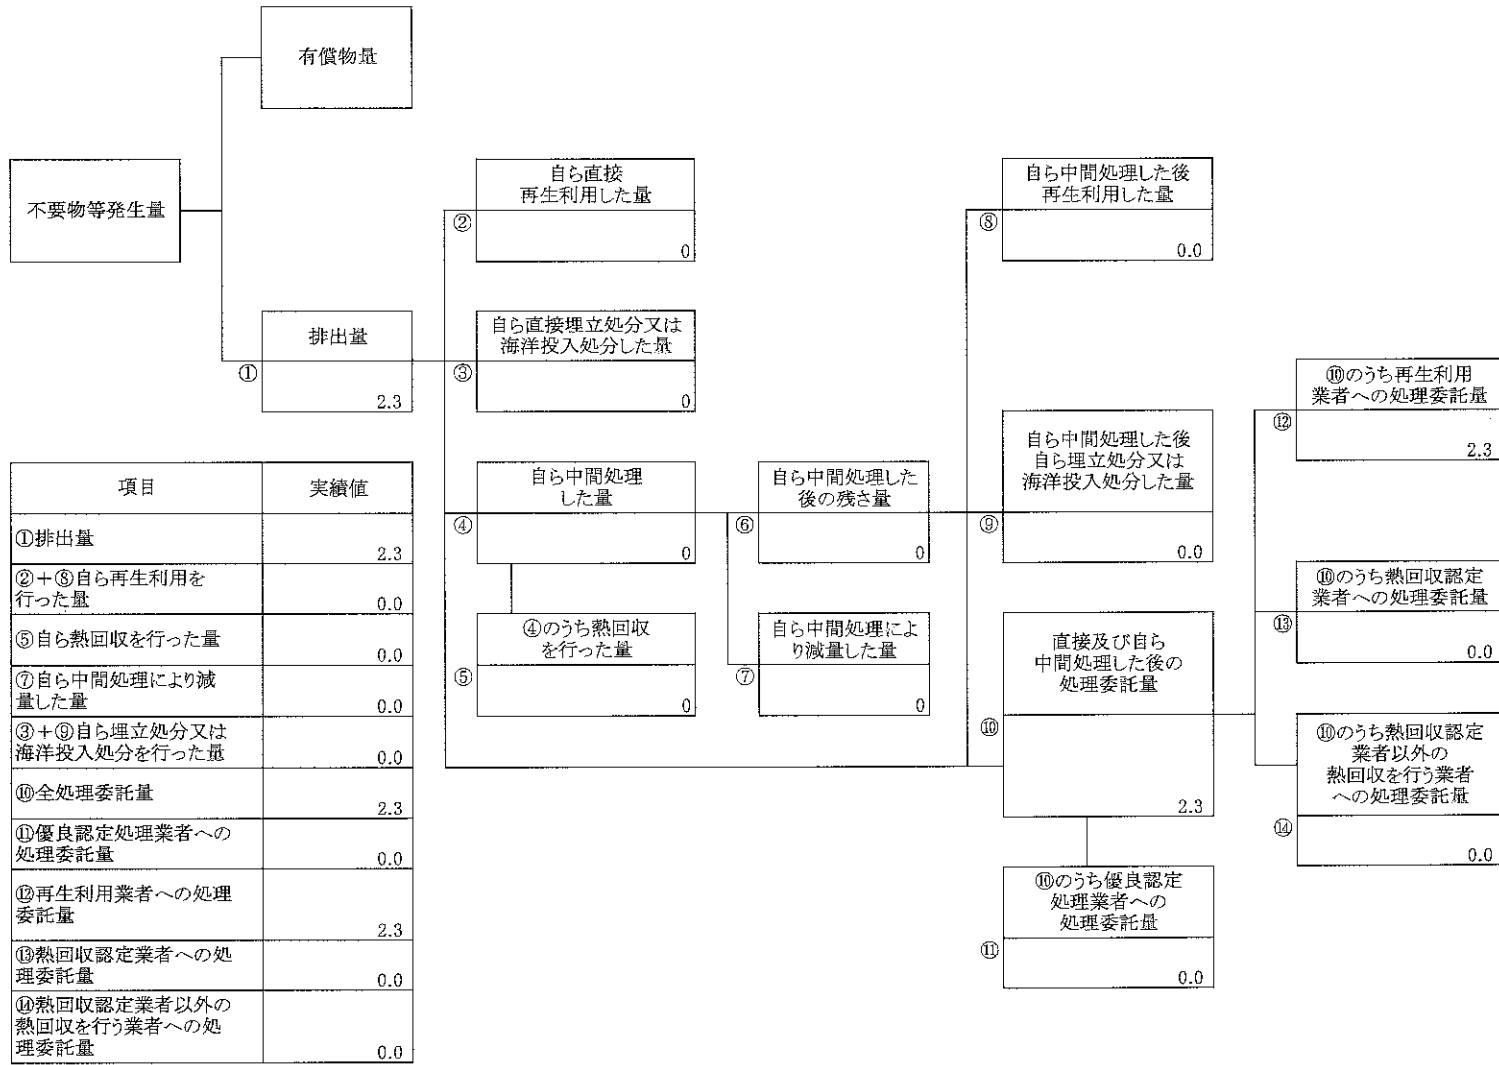 有償物量
不要物等発生量
①
排出量
2.3
②
自ら直接
再生利用した量
0
③
自ら直接埋立処分又は
海洋投入処分した量
0
④
自ら中間処理
した量
0
⑤
④のうち熱回収
を行った量
0
⑥
自ら中間処理した
後の残さ量
0
⑦
自ら中間処理によ
り減量した量
0
⑧
自ら中間処理した後
再生利用した量
0.0
⑨
自ら中間処理した後
自ら埋立処分又は
海洋投入処分した量
0.0
⑩
直接及び自ら
中間処理した後の
処理委託量
2.3
⑪
⑩のうち優良認定
処理業者への
処理委託量
0.0
⑫
⑩のうち再生利用
業者への処理委託量
2.3
⑬
⑩のうち熱回収認定
業者への処理委託量
0.0
⑭
⑩のうち熱回収認定
業者以外の
熱回収を行う業者
への処理委託量
0.0
項目 実績値
①排出量 2.3
②+⑧自ら再生利用を
行った量 0.0
⑤自ら熱回収を行った量 0.0
⑦自ら中間処理により減
量した量 0.0
③+⑨自ら埋立処分又は
海洋投入処分を行った量 0.0
⑩全処理委託量 2.3
⑪優良認定処理業者への
処理委託量 0.0
⑫再生利用業者への処理
委託量 2.3
⑬熱回収認定業者への処
理委託量 0.0
⑭熱回収認定業者以外の
熱回収を行う業者への処
理委託量 0.0